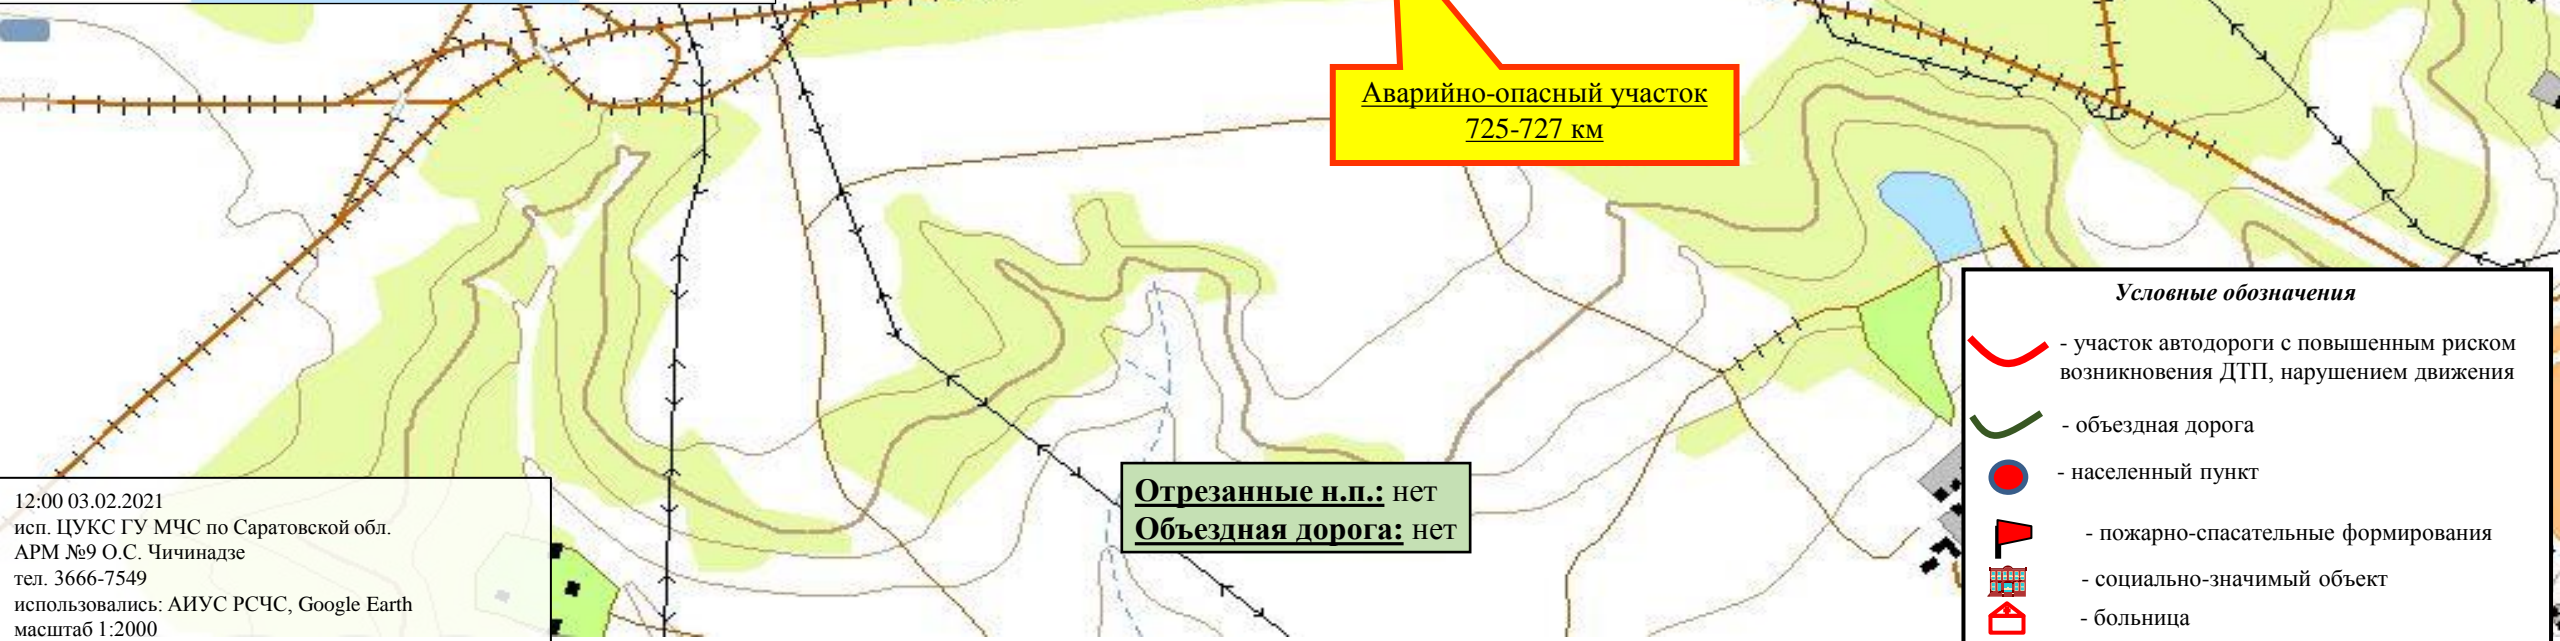 Аварийно-опасный участок
725-727 км
Условные обозначения
- участок автодороги с повышенным риском
возникновения ДТП, нарушением движения
- объездная дорога
- населенный пункт
- пожарно-спасательные формирования
- социально-значимый объект
- больница
Отрезанные н.п.: нет
Объездная дорога: нет
12:00 03.02.2021
исп. ЦУКС ГУ МЧС по Саратовской обл.
АРМ №9 О.С. Чичинадзе
тел. 3666-7549
использовались: АИУС РСЧС, Google Earth
масштаб 1:2000